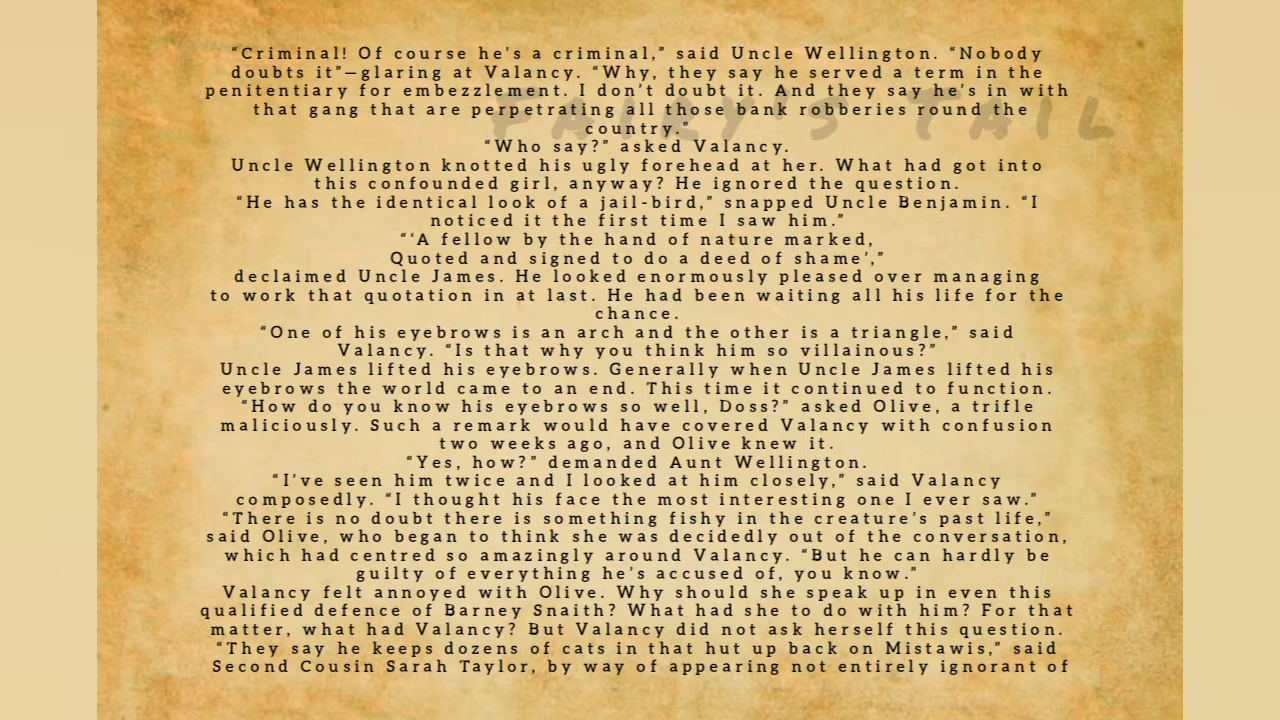 “Criminal! Of course he’s a criminal,” said Uncle Wellington. “Nobody
doubts it”—glaring at Valancy. “Why, they say he served a term in the
penitentiary for embezzlement. I don’t doubt it. And they say he’s in with
that gang that are perpetrating all those bank robberies round the
country.”
FAIRY'S TAIL
“Who say?” asked Valancy.
Uncle Wellington knotted his ugly forehead at her. What had got into
this confounded girl, anyway? He ignored the question.
“He has the identical look of a jail-bird,” snapped Uncle Benjamin. “I
noticed it the first time I saw him.”
“‘A fellow by the hand of nature marked,
Quoted and signed to do a deed of shame’,”
declaimed Uncle James. He looked enormously pleased over managing
to work that quotation in at last. He had been waiting all his life for the
chance.
“One of his eyebrows is an arch and the other is a triangle,” said
Valancy. “Is that why you think him so villainous?”
Uncle James lifted his eyebrows. Generally when Uncle James lifted his
eyebrows the world came to an end. This time it continued to function.
“How do you know his eyebrows so well, Doss?” asked Olive, a trifle
maliciously. Such a remark would have covered Valancy with confusion
two weeks ago, and Olive knew it.
“Yes, how?” demanded Aunt Wellington.
“I’ve seen him twice and I looked at him closely,” said Valancy
composedly. “I thought his face the most interesting one I ever saw.”
“There is no doubt there is something fishy in the creature’s past life,”
said Olive, who began to think she was decidedly out of the conversation,
which had centred so amazingly around Valancy. “But he can hardly be
guilty of everything he’s accused of, you know.”
Valancy felt annoyed with Olive. Why should she speak up in even this
qualified defence of Barney Snaith? What had she to do with him? For that
matter, what had Valancy? But Valancy did not ask herself this question.
“They say he keeps dozens of cats in that hut up back on Mistawis,” said
Second Cousin Sarah Taylor, by way of appearing not entirely ignorant of